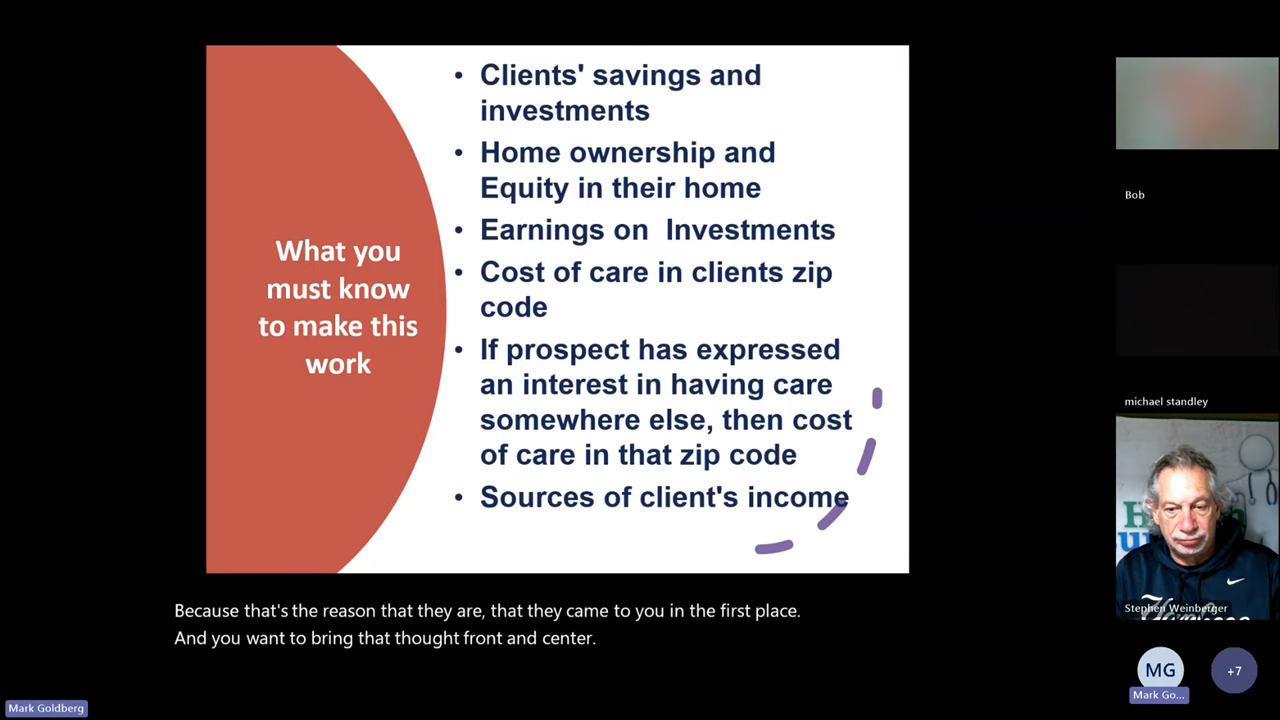 What you
must know
to make this
work
• Clients' savings and
investments
• Home ownership and
Equity in their home
• Earnings on  Investments
• Cost of care in clients zip
code
• If prospect has expressed
an interest in having care
somewhere else, then cost
of care in that zip code
• Sources of client's income
Because that's the reason that they are, that they came to you in the first place.
And you want to bring that thought front and center.
Mark Goldberg
Bob
michael standley
Stephen Weinberger
MG
Mark Go...
+7